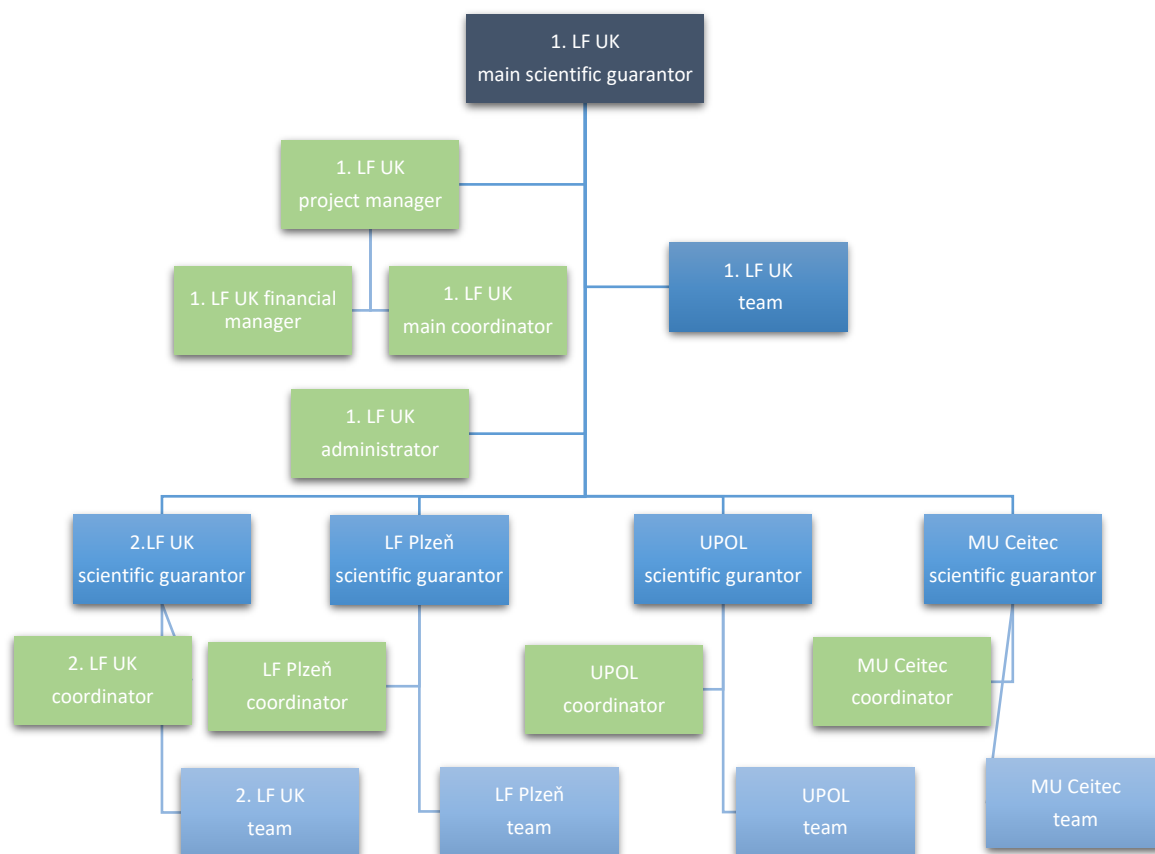 1. LF UK
main scientific guarantor
1. LF UK
project manager
1. LF UK
team
1. LF UK financial
manager
1. LF UK
main coordinator
1. LF UK
administrator
2.LF UK
scientific guarantor
LF Plzeň
scientific guarantor
UPOL
scientific gurantor
MU Ceitec
scientific guarantor
2. LF UK
coordinator
LF Plzeň
coordinator
UPOL
coordinator
MU Ceitec
coordinator
2. LF UK
team
LF Plzeň
team
UPOL
team
MU Ceitec
team